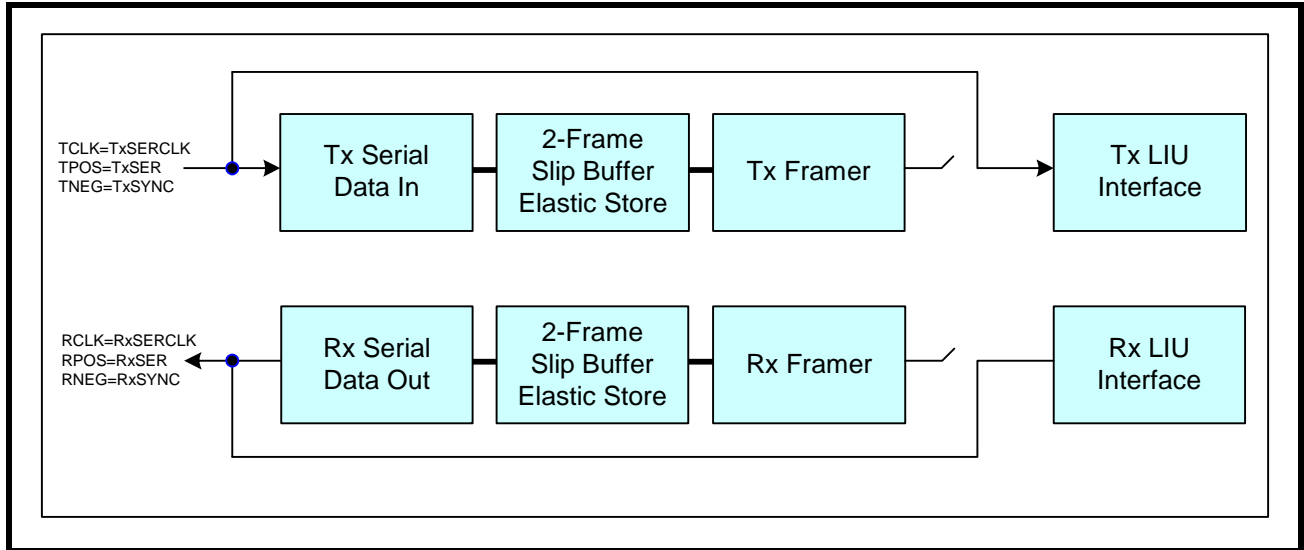 TCLK=TxSERCLK
TPOS=TxSER
TNEG=TxSYNC
Tx Serial
Data In
2-Frame
Slip Buffer
Elastic Store
Tx Framer
Tx LIU
Interface
RCLK=RxSERCLK
RPOS=RxSER
RNEG=RxSYNC
Rx Serial
Data Out
2-Frame
Slip Buffer
Elastic Store
Rx Framer
Rx LIU
Interface